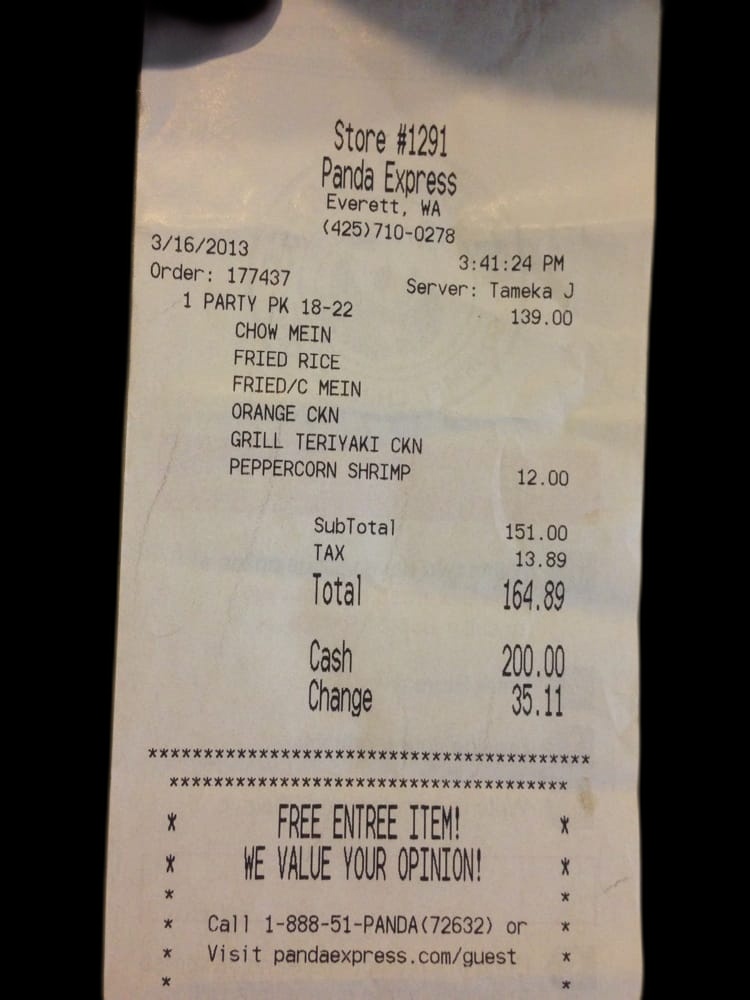 Store #1291
Panda Express
Everett, WA
(425)710-0278
3/16/2013 3:41:24 PM
Order: 177437 Server: Tameka J
1 PARTY PK 18-22 139.00
CHOW MEIN
FRIED RICE
FRIED/C MEIN
ORANGE CKN
GRILL TERIYAKI CKN
PEPPERCORN SHRIMP 12.00
SubTotal 151.00
TAX 13.89
Total 164.89
Cash 200.00
Change 35.11
****************************************
************************************
* FREE ENTREE ITEM! *
* WE VALUE YOUR OPINION! *
* *
* Call 1-888-51-PANDA(72632) or *
* Visit pandaexpress.com/guest *
* *